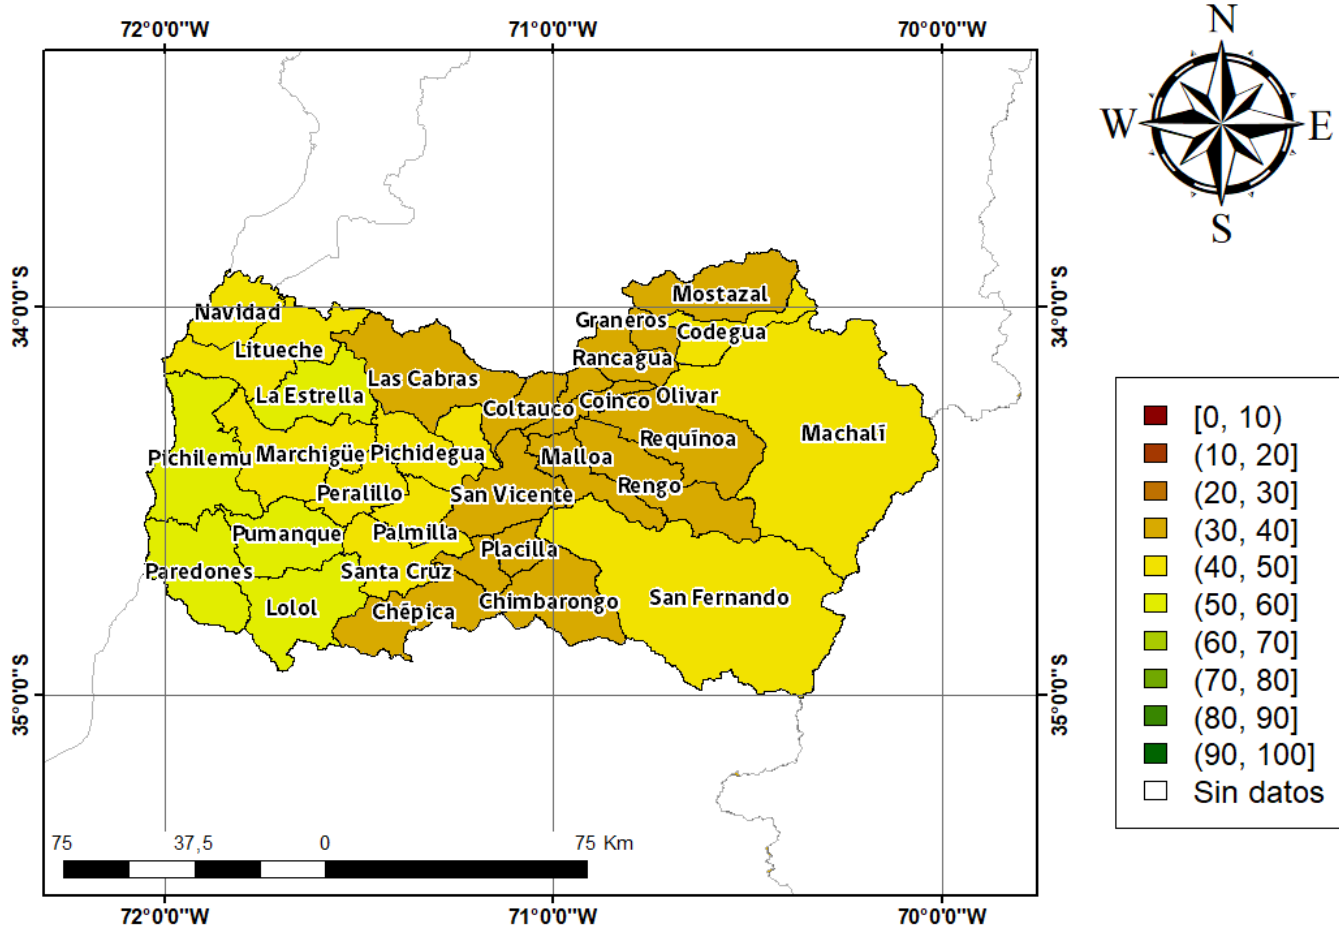 72°0'0"W 71°0'0"W 70°0'0"W
N
W E
S
34°0'0"S 34°0'0"S
Mostazal
Navidad
Graneros
Codegua
Litueche
Rancagua
Las Cabras
La Estrella
Coinco Olivar
Coltauco
Machalí
Requínoa
Pichilemu Marchigüe Pichidegua
Malloa
Rengo
Peralillo San Vicente
Pumanque Palmilla
Placilla
Paredones Santa Cruz
San Fernando
Lolol Chépica Chimbarongo
35°0'0"S 35°0'0"S
[0, 10)
(10, 20]
(20, 30]
(30, 40]
(40, 50]
(50, 60]
(60, 70]
(70, 80]
(80, 90]
(90, 100]
Sin datos
75 37,5 0 75 Km
72°0'0"W 71°0'0"W 70°0'0"W